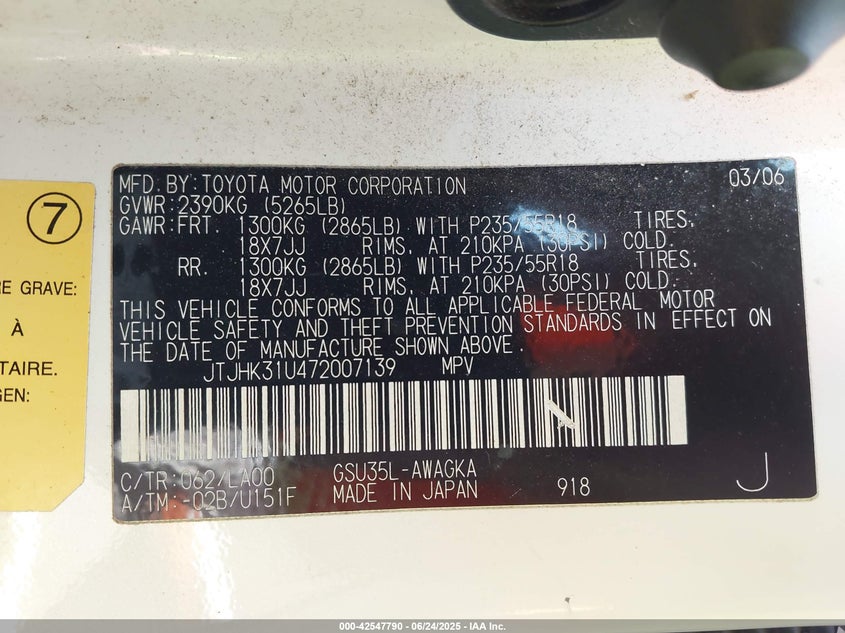 7
RE GRAVE:
À
TAIRE.
GEN:
MFD. BY: TOYOTA MOTOR CORPORATION 03/06
GVWR: 2390KG (5265LB)
GAWR: FRT. 1300KG (2865LB) WITH P235/55R18 TIRES.
18X7JJ RIMS. AT 210KPA (30PSI) COLD.
RR. 1300KG (2865LB) WITH P235/55R18 TIRES.
18X7JJ RIMS. AT 210KPA (30PSI) COLD.
THIS VEHICLE CONFORMS TO ALL APPLICABLE FEDERAL MOTOR
VEHICLE SAFETY AND THEFT PREVENTION STANDARDS IN EFFECT ON
THE DATE OF MANUFACTURE SHOWN ABOVE.
JTJHK31U472007139 MPV
C/TR: 062/LA00 GSU35L-AWAGKA
A/TM: -02B/U151F MADE IN JAPAN 918 J
000-42547790 - 06/24/2025 - IAA Inc.